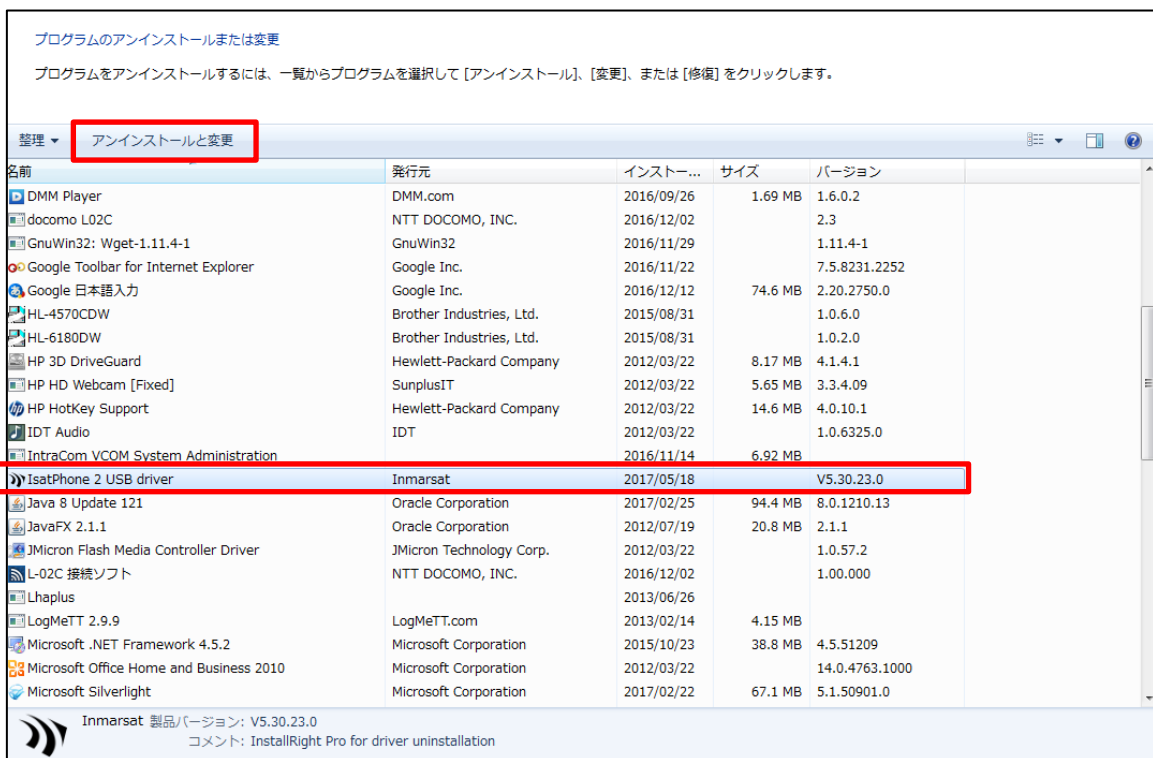 プログラムのアンインストールまたは変更
プログラムをアンインストールするには、一覧からプログラムを選択して [アンインストール]、[変更]、または [修復] をクリックします。
整理 アンインストールと変更
名前 発行元 インストー... サイズ バージョン
DMM Player DMM.com 2016/09/26 1.69 MB 1.6.0.2
docomo L02C NTT DOCOMO, INC. 2016/12/02 2.3
GnuWin32: Wget-1.11.4-1 GnuWin32 2016/11/29 1.11.4-1
Google Toolbar for Internet Explorer Google Inc. 2016/11/22 7.5.8231.2252
Google 日本語入力 Google Inc. 2016/12/12 74.6 MB 2.20.2750.0
HL-4570CDW Brother Industries, Ltd. 2015/08/31 1.0.6.0
HL-6180DW Brother Industries, Ltd. 2015/08/31 1.0.2.0
HP 3D DriveGuard Hewlett-Packard Company 2012/03/22 8.17 MB 4.1.4.1
HP HD Webcam [Fixed] SunplusIT 2012/03/22 5.65 MB 3.3.4.09
HP HotKey Support Hewlett-Packard Company 2012/03/22 14.6 MB 4.0.10.1
IDT Audio IDT 2012/03/22 1.0.6325.0
IntraCom VCOM System Administration 2016/11/14 6.92 MB
IsatPhone 2 USB driver Inmarsat 2017/05/18 V5.30.23.0
Java 8 Update 121 Oracle Corporation 2017/02/25 94.4 MB 8.0.1210.13
JavaFX 2.1.1 Oracle Corporation 2012/07/19 20.8 MB 2.1.1
JMicron Flash Media Controller Driver JMicron Technology Corp. 2012/03/22 1.0.57.2
L-02C 接続ソフト NTT DOCOMO, INC. 2016/12/02 1.00.000
Lhaplus 2013/06/26
LogMeTT 2.9.9 LogMeTT.com 2013/02/14 4.15 MB
Microsoft .NET Framework 4.5.2 Microsoft Corporation 2015/10/23 38.8 MB 4.5.51209
Microsoft Office Home and Business 2010 Microsoft Corporation 2012/03/22 14.0.4763.1000
Microsoft Silverlight Microsoft Corporation 2017/02/22 67.1 MB 5.1.50901.0
Inmarsat 製品バージョン: V5.30.23.0
コメント: InstallRight Pro for driver uninstallation